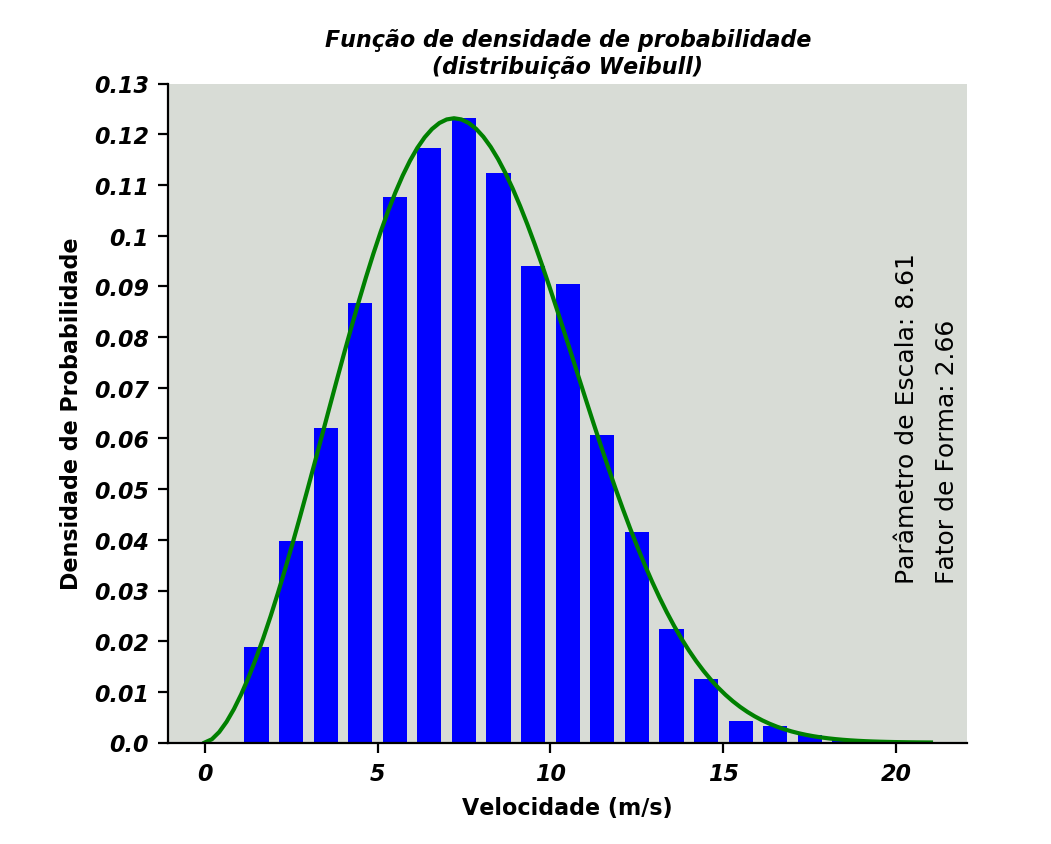 Função de densidade de probabilidade
(distribuição Weibull)
0.13
0.12
0.11
0.1
0.09
0.08
0.07
0.06
0.05
0.04
0.03
0.02
0.01
0.0
Densidade de Probabilidade
Parâmetro de Escala: 8.61
Fator de Forma: 2.66
0 5 10 15 20
Velocidade (m/s)